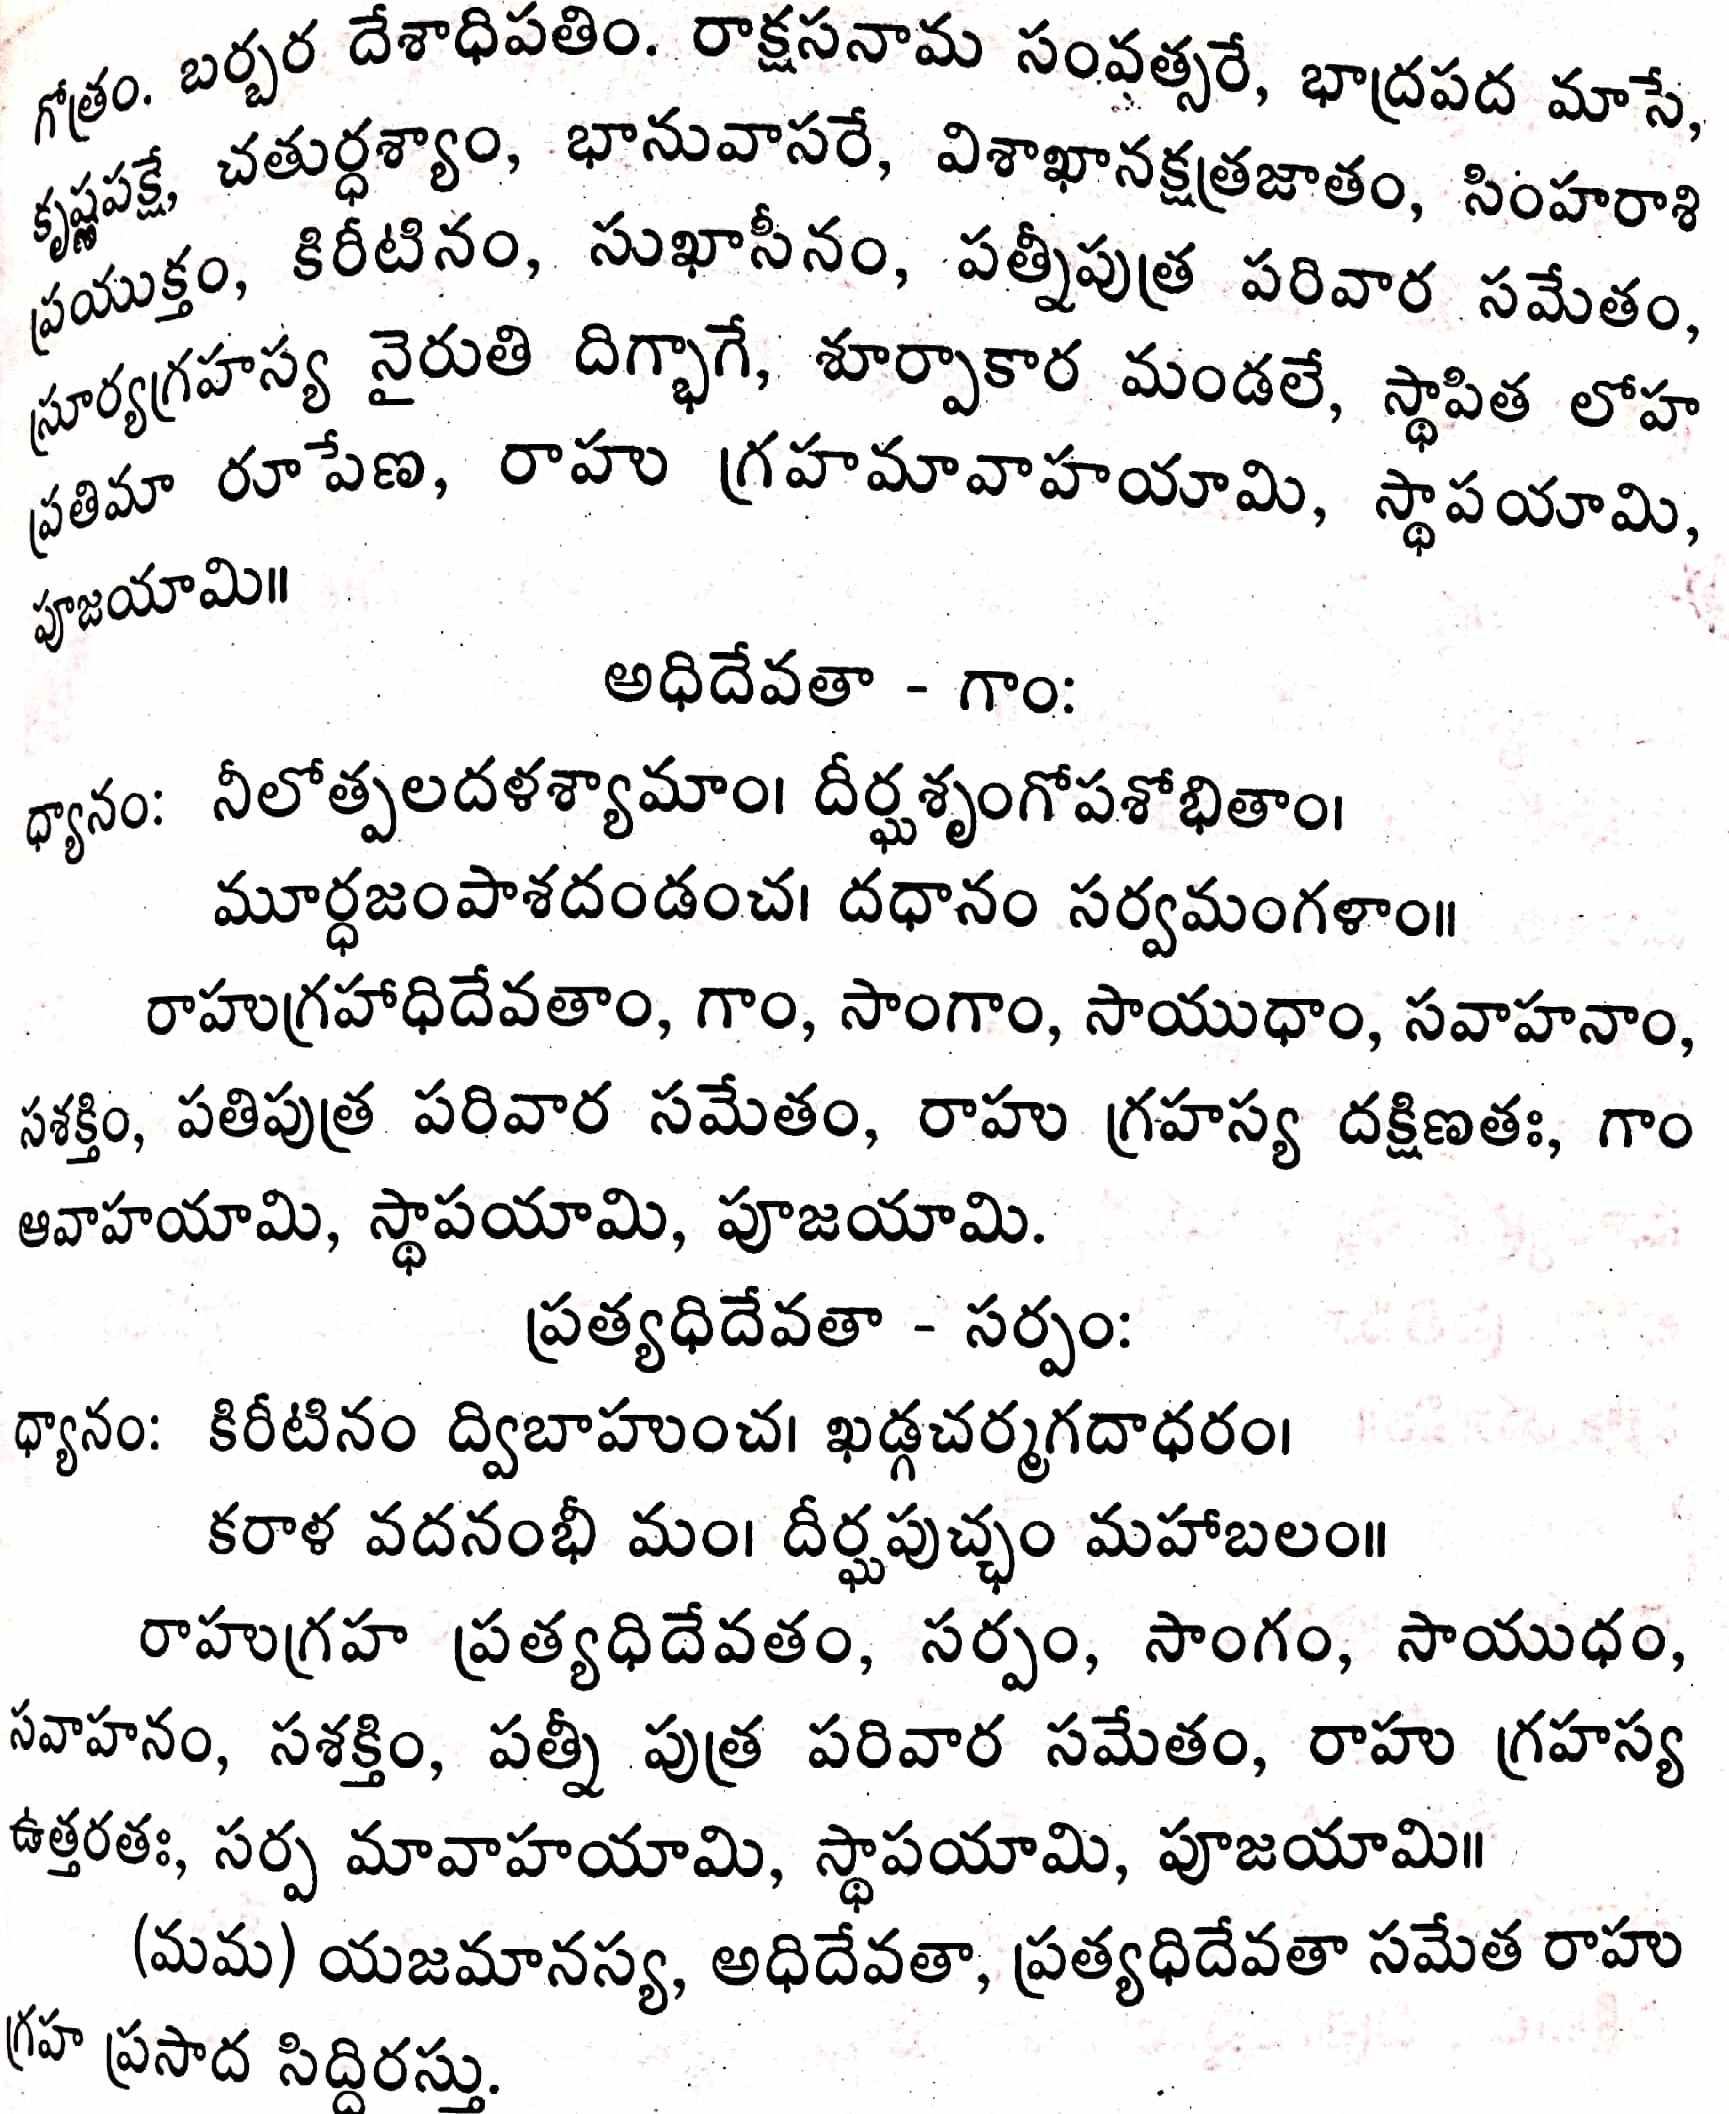 గోత్రం. బర్బర దేశాధిపతిం. రాక్షసనామ సంవత్సరే, భాద్రపద మాసే,
కృష్ణపక్షే, చతుర్ధశ్యాం, భానువాసరే, విశాఖానక్షత్రజాతం, సింహరాశి
ప్రయుక్తం, కిరీటినం, సుఖాసీనం, పత్నీపుత్ర పరివార సమేతం,
సూర్యగ్రహస్య నైరుతి దిగ్భాగే, శూర్పాకార మండలే, స్థాపిత లోహ
ప్రతిమా రూపేణ, రాహు గ్రహమావాహయామి, స్థాపయామి,
పూజయామి॥
అధిదేవతా - గాం:
ధ్యానం: నీలోత్పలదళశ్యామాం। దీర్ఘశృంగోపశోభితాం।
మూర్ధజంపాశదండంచ। దధానం సర్వమంగళాం॥
రాహుగ్రహాధిదేవతాం, గాం, సాంగాం, సాయుధాం, సవాహనాం,
సశక్తిం, పతిపుత్ర పరివార సమేతం, రాహు గ్రహస్య దక్షిణతః, గాం
ఆవాహయామి, స్థాపయామి, పూజయామి.
ప్రత్యధిదేవతా - సర్పం:
ధ్యానం: కిరీటినం ద్విబాహుంచ। ఖడ్గచర్మగదాధరం।
కరాళ వదనంభీ మం। దీర్ఘపుచ్ఛం మహాబలం॥
రాహుగ్రహ ప్రత్యధిదేవతం, సర్పం, సాంగం, సాయుధం,
సవాహనం, సశక్తిం, పత్నీ పుత్ర పరివార సమేతం, రాహు గ్రహస్య
ఉత్తరతః, సర్ప మావాహయామి, స్థాపయామి, పూజయామి॥
(మమ) యజమానస్య, అధిదేవతా, ప్రత్యధిదేవతా సమేత రాహు
గ్రహ ప్రసాద సిద్ధిరస్తు.